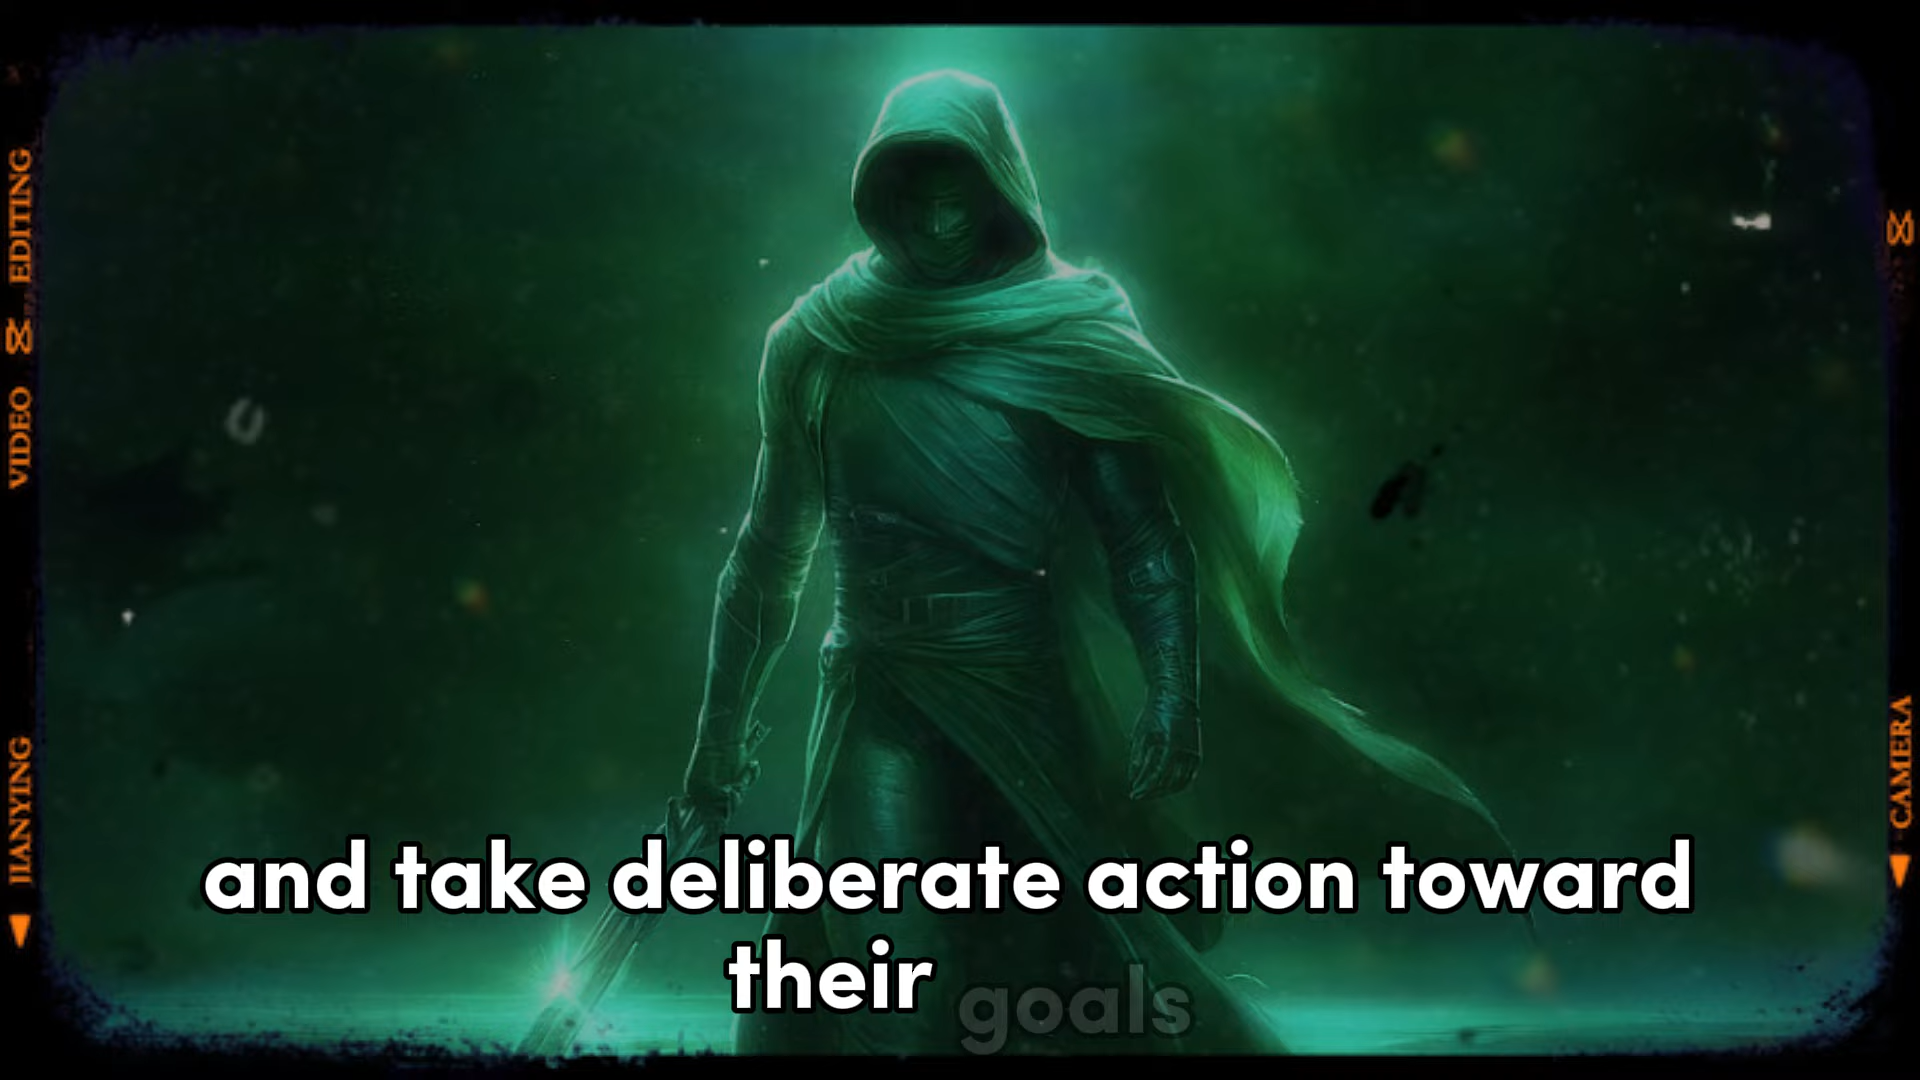 and take deliberate action toward
their goals
VIDEO EDITING
JIANYING
CAMERA